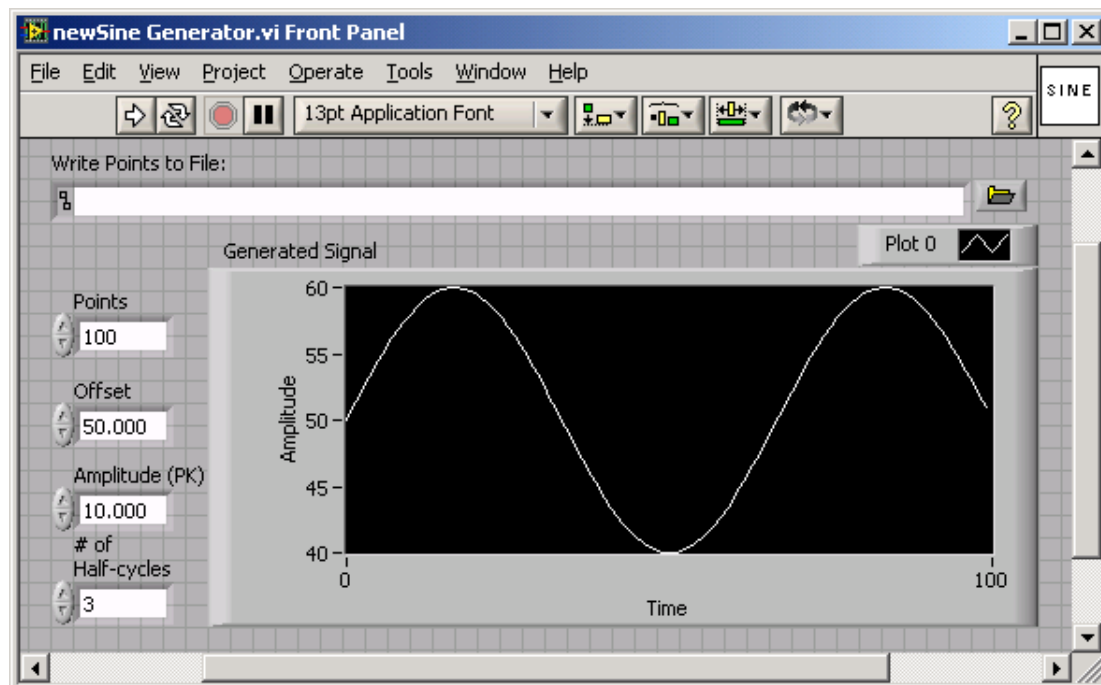 newSine Generator.vi Front Panel
File Edit View Project Operate Tools Window Help
SINE
13pt Application Font
?
Write Points to File:
Generated Signal
Plot 0
Points
100
Offset
50.000
Amplitude (PK)
10.000
# of
Half-cycles
3
Amplitude
60
55
50
45
40
0
100
Time